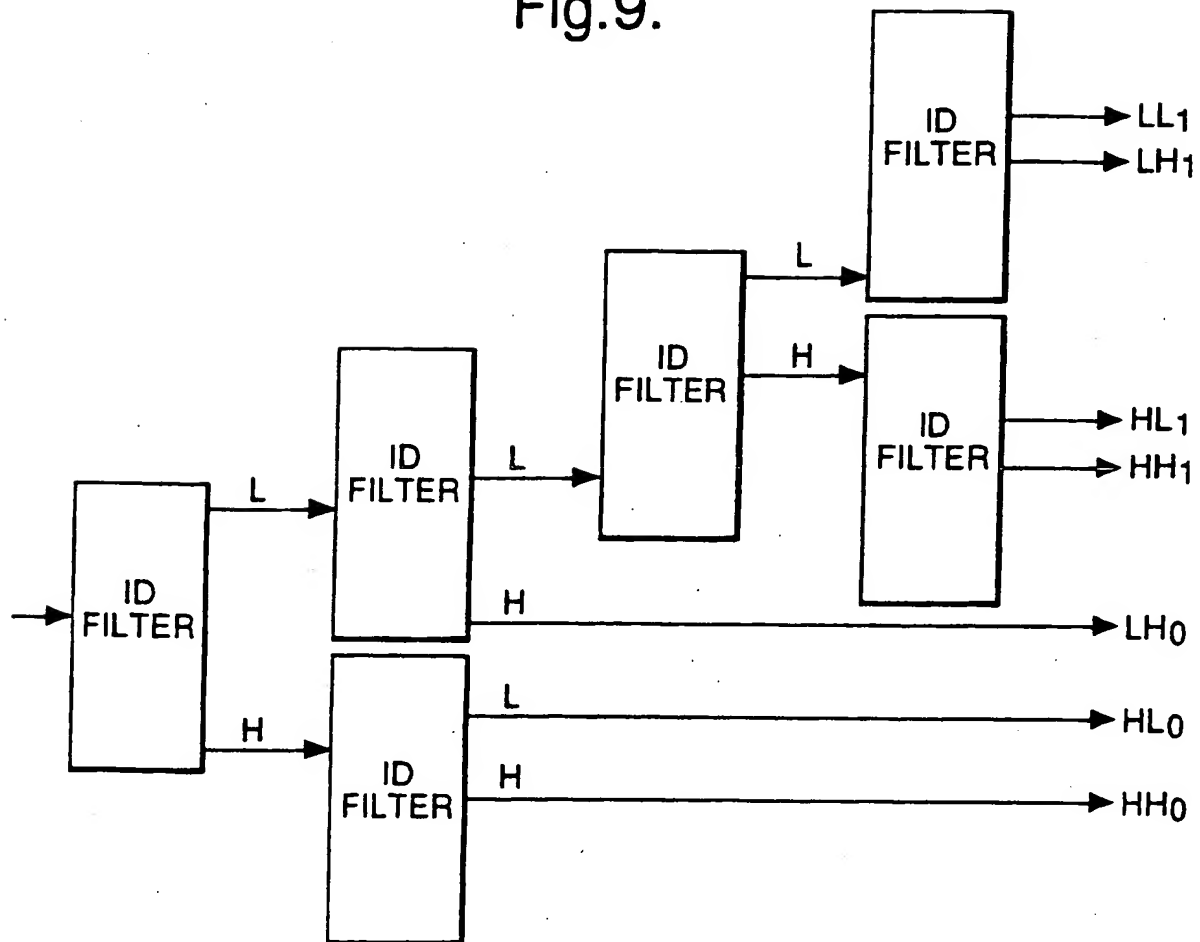 Fig.9.
ID
FILTER
LL1
LH1
L
H
ID
FILTER
ID
FILTER
HL1
HH1
L
ID
FILTER
L
ID
FILTER
H
LH0
H
ID
FILTER
L
HL0
H
HH0